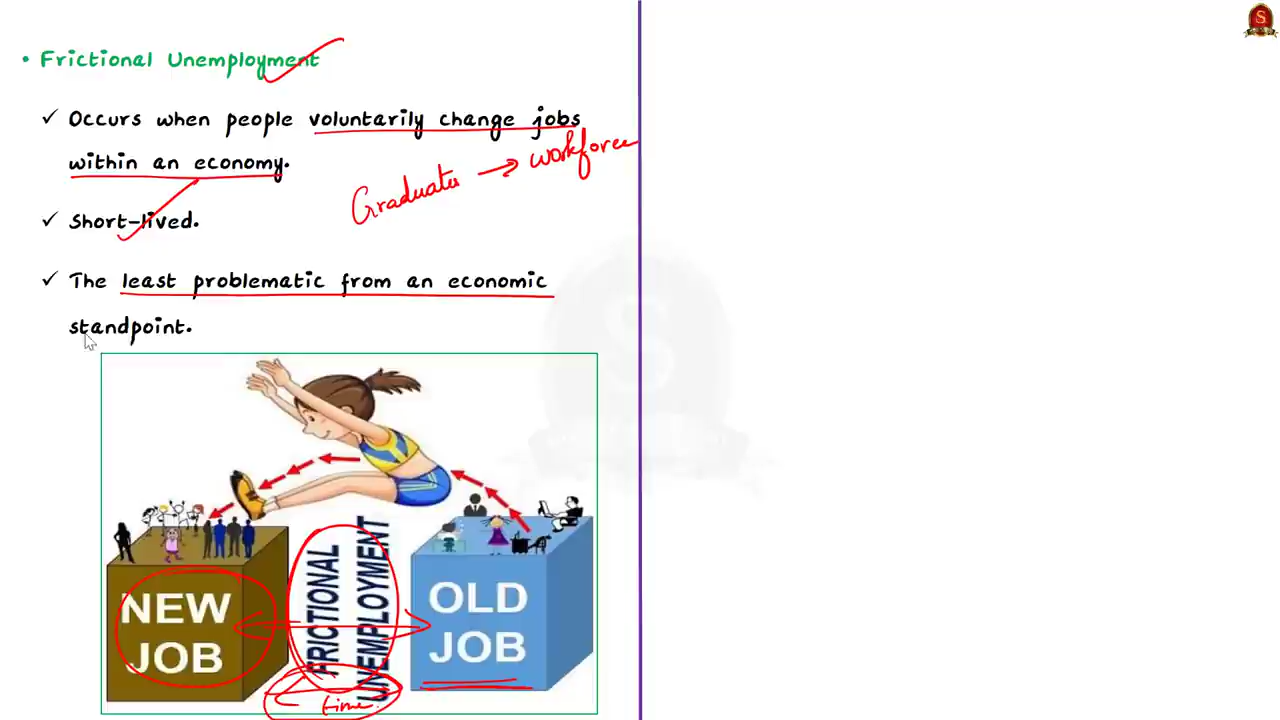 • Frictional Unemployment
✓ Occurs when people voluntarily change jobs
within an economy.
Graduates → workforce
✓ Short-lived.
✓ The least problematic from an economic
standpoint.
NEW
JOB
FRICTIONAL
UNEMPLOYMENT
OLD
JOB
time
S